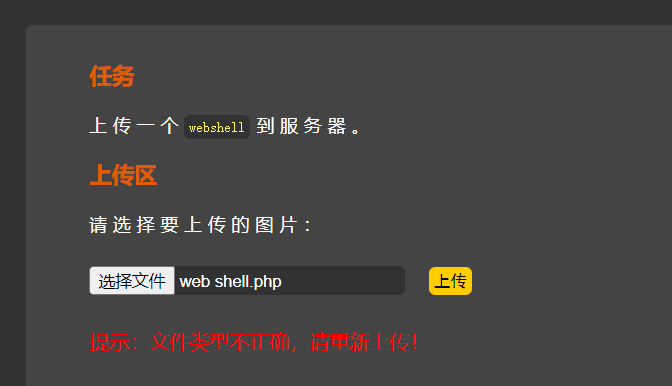 任务
上传一个 webshell 到服务器。
上传区
请选择要上传的图片：
选择文件 web shell.php 上传
提示：文件类型不正确，请重新上传！